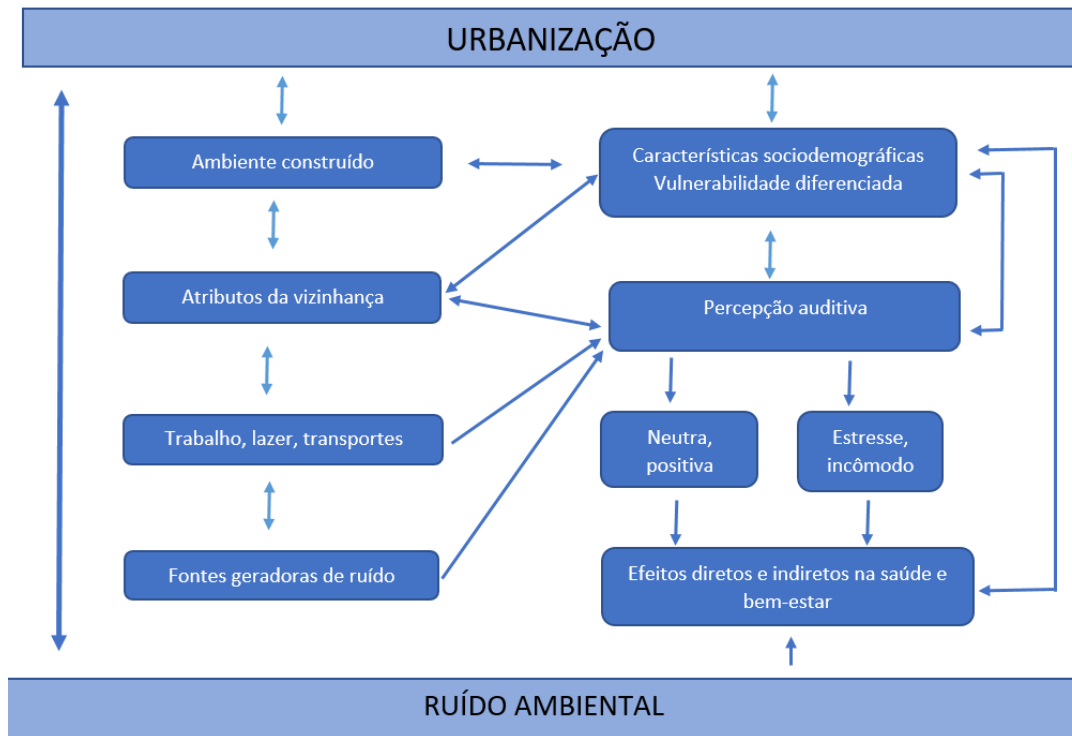 URBANIZAÇÃO
Ambiente construído
Características sociodemográficas
Vulnerabilidade diferenciada
Atributos da vizinhança
Percepção auditiva
Trabalho, lazer, transportes
Neutra,
positiva
Estresse,
incômodo
Fontes geradoras de ruído
Efeitos diretos e indiretos na saúde e
bem-estar
RUÍDO AMBIENTAL